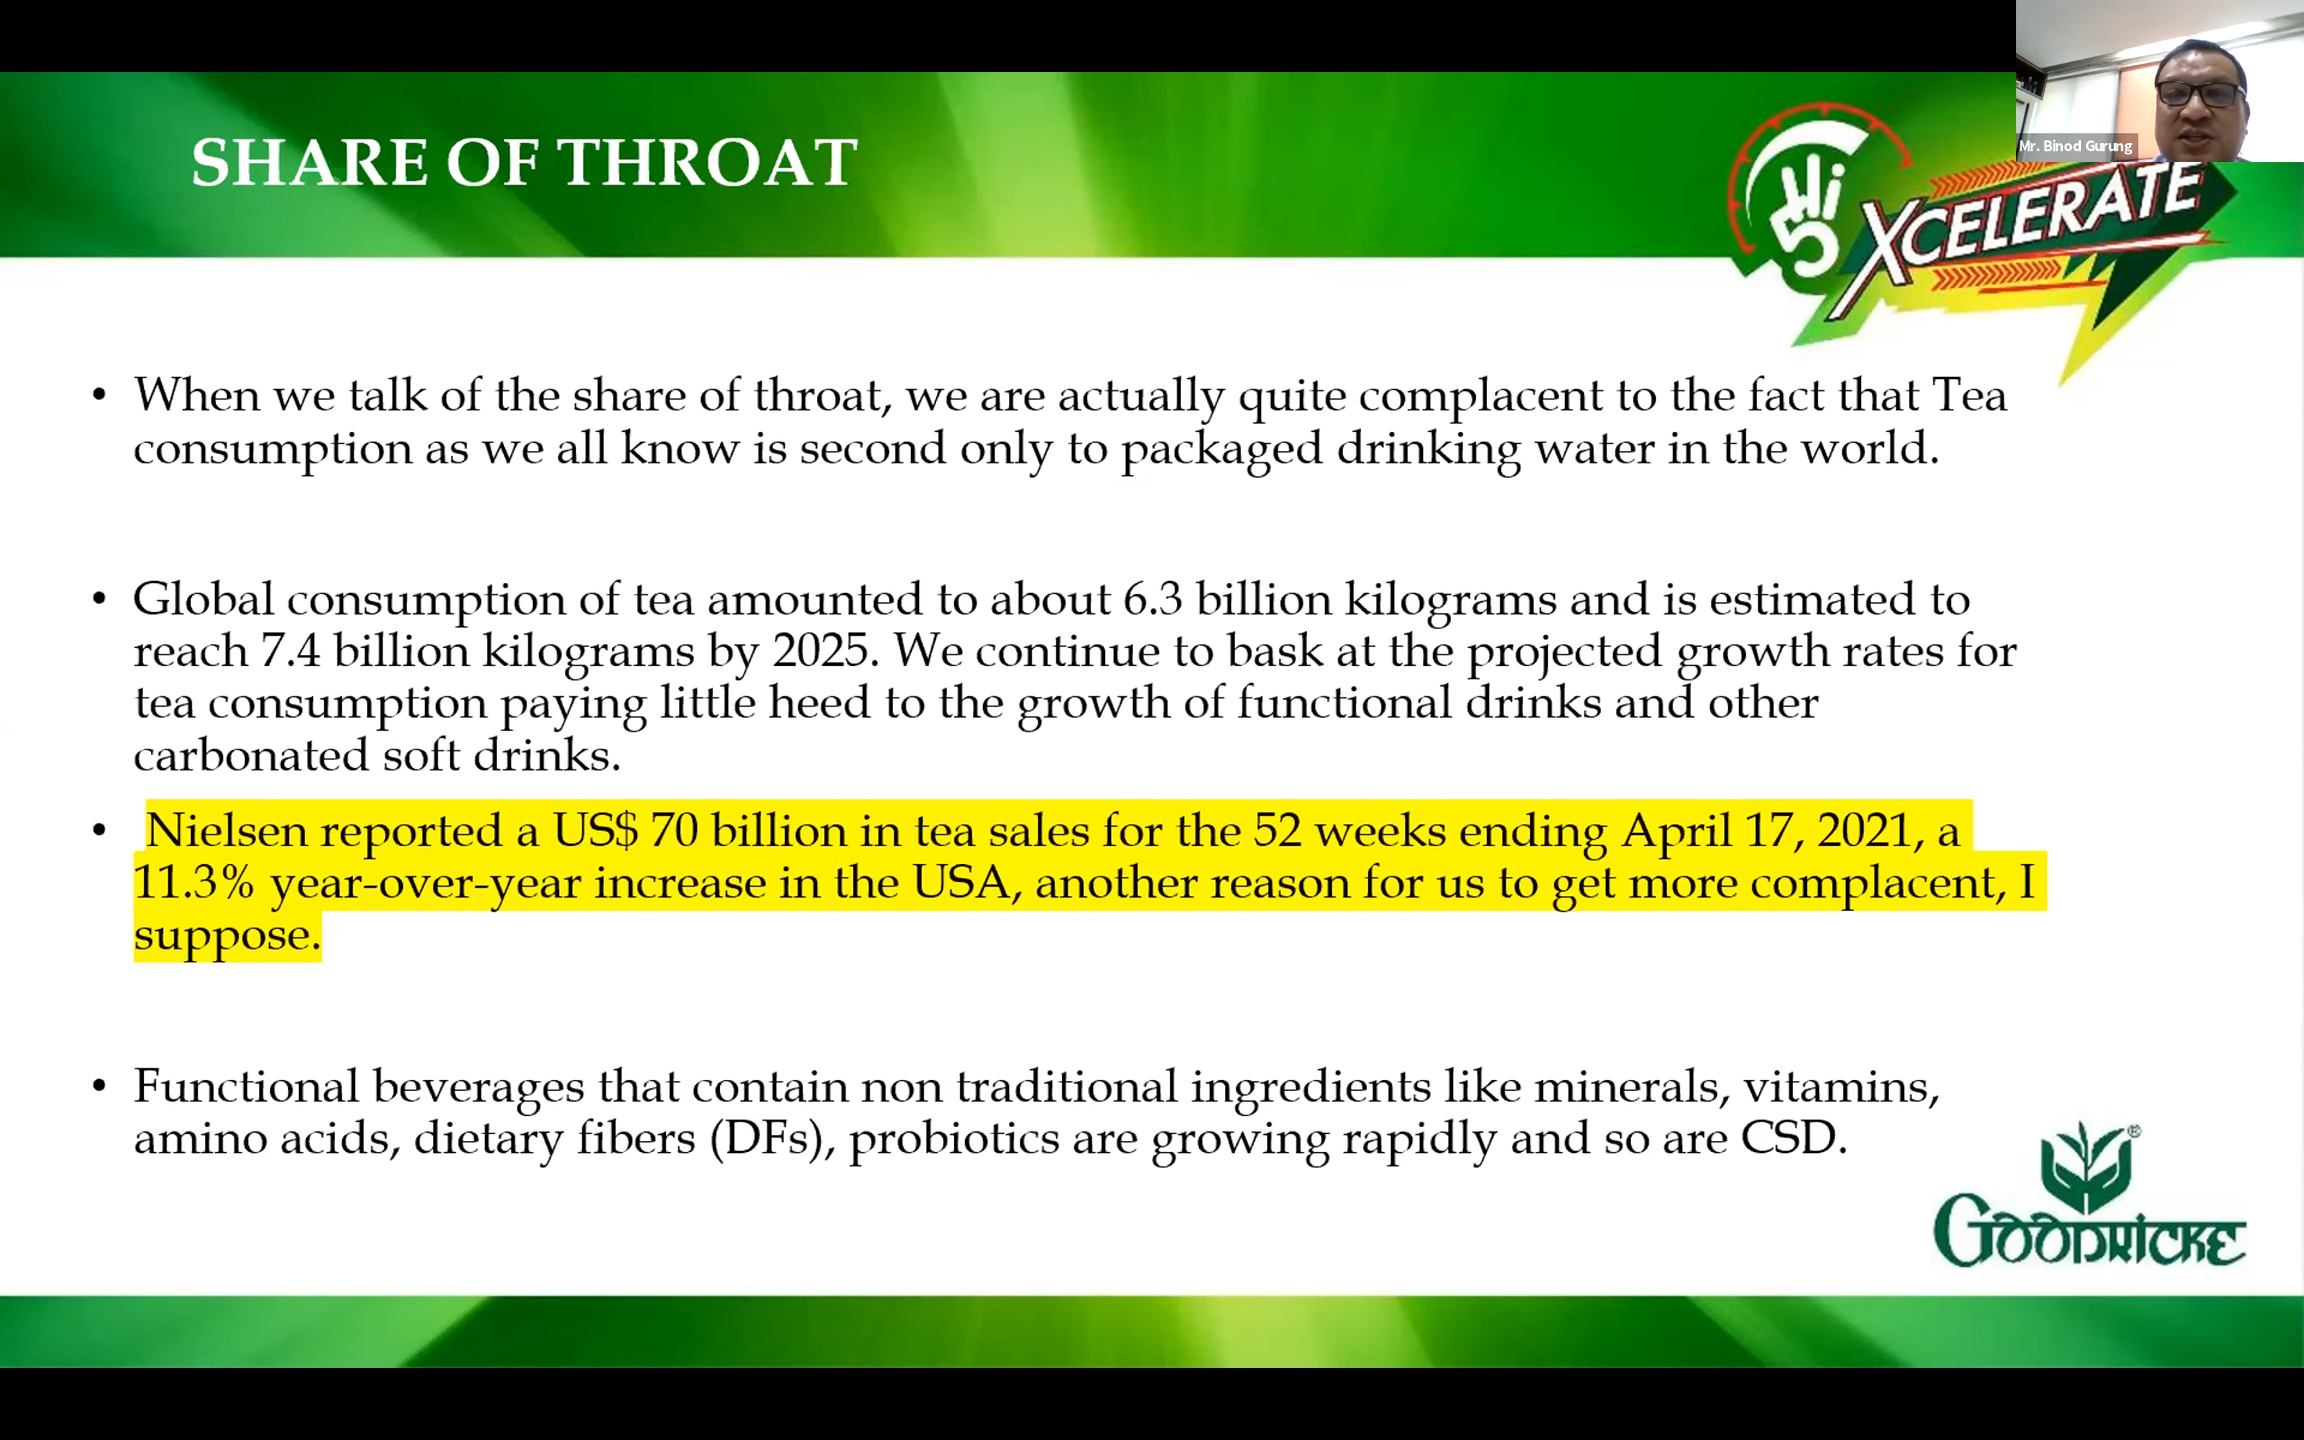 Mr. Binod Gurung
SHARE OF THROAT
Hi
5
XCELERATE
• When we talk of the share of throat, we are actually quite complacent to the fact that Tea
consumption as we all know is second only to packaged drinking water in the world.
• Global consumption of tea amounted to about 6.3 billion kilograms and is estimated to
reach 7.4 billion kilograms by 2025. We continue to bask at the projected growth rates for
tea consumption paying little heed to the growth of functional drinks and other
carbonated soft drinks.
• Nielsen reported a US$ 70 billion in tea sales for the 52 weeks ending April 17, 2021, a
11.3% year-over-year increase in the USA, another reason for us to get more complacent, I
suppose.
• Functional beverages that contain non traditional ingredients like minerals, vitamins,
amino acids, dietary fibers (DFs), probiotics are growing rapidly and so are CSD.
®
GOODRICKE